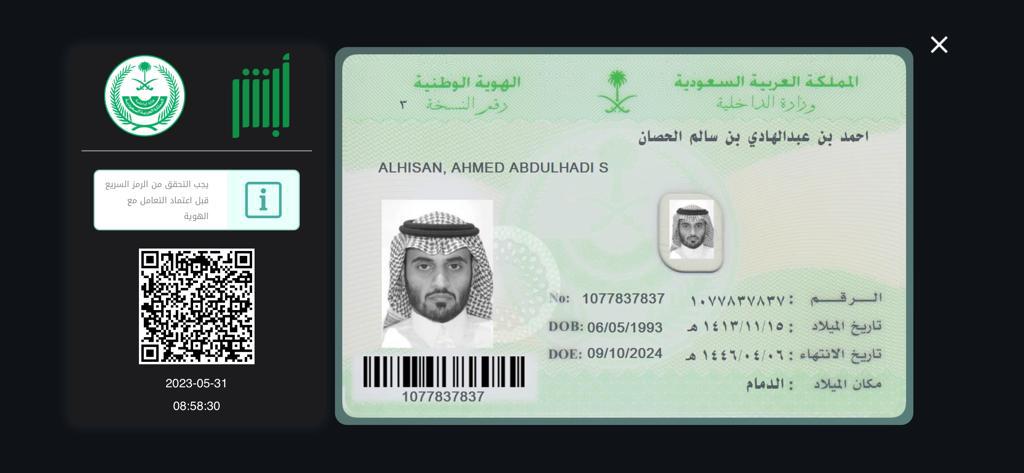 المملكة العربية السعودية
وزارة الداخلية
الهوية الوطنية
رقم النسخة ٣
احمد بن عبدالهادي بن سالم الحصان
ALHISAN, AHMED ABDULHADI S
الرقم : ١٠٧٧٨٣٧٨٣٧
No: 1077837837
تاريخ الميلاد : ١٤١٣/١١/١٥ هـ
DOB: 06/05/1993
تاريخ الانتهاء : ١٤٤٦/٠٤/٠٦ هـ
DOE: 09/10/2024
مكان الميلاد : الدمام
1077837837
أبشر
يجب التحقق من الرمز السريع
قبل اعتماد التعامل مع
الهوية
2023-05-31
08:58:30